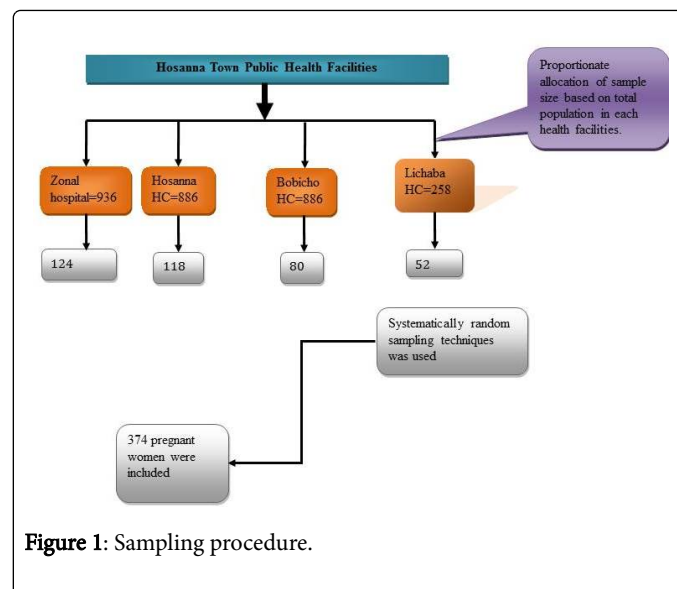 Hosanna Town Public Health Facilities
Proportionate
allocation of sample
size based on total
population in each
health facilities.
Zonal
hospital=936
Hosanna
HC=886
Bobicho
HC=886
Lichaba
HC=258
124
118
80
52
Systematically random
sampling techniques
was used
374 pregnant
women were
included
Figure 1: Sampling procedure.